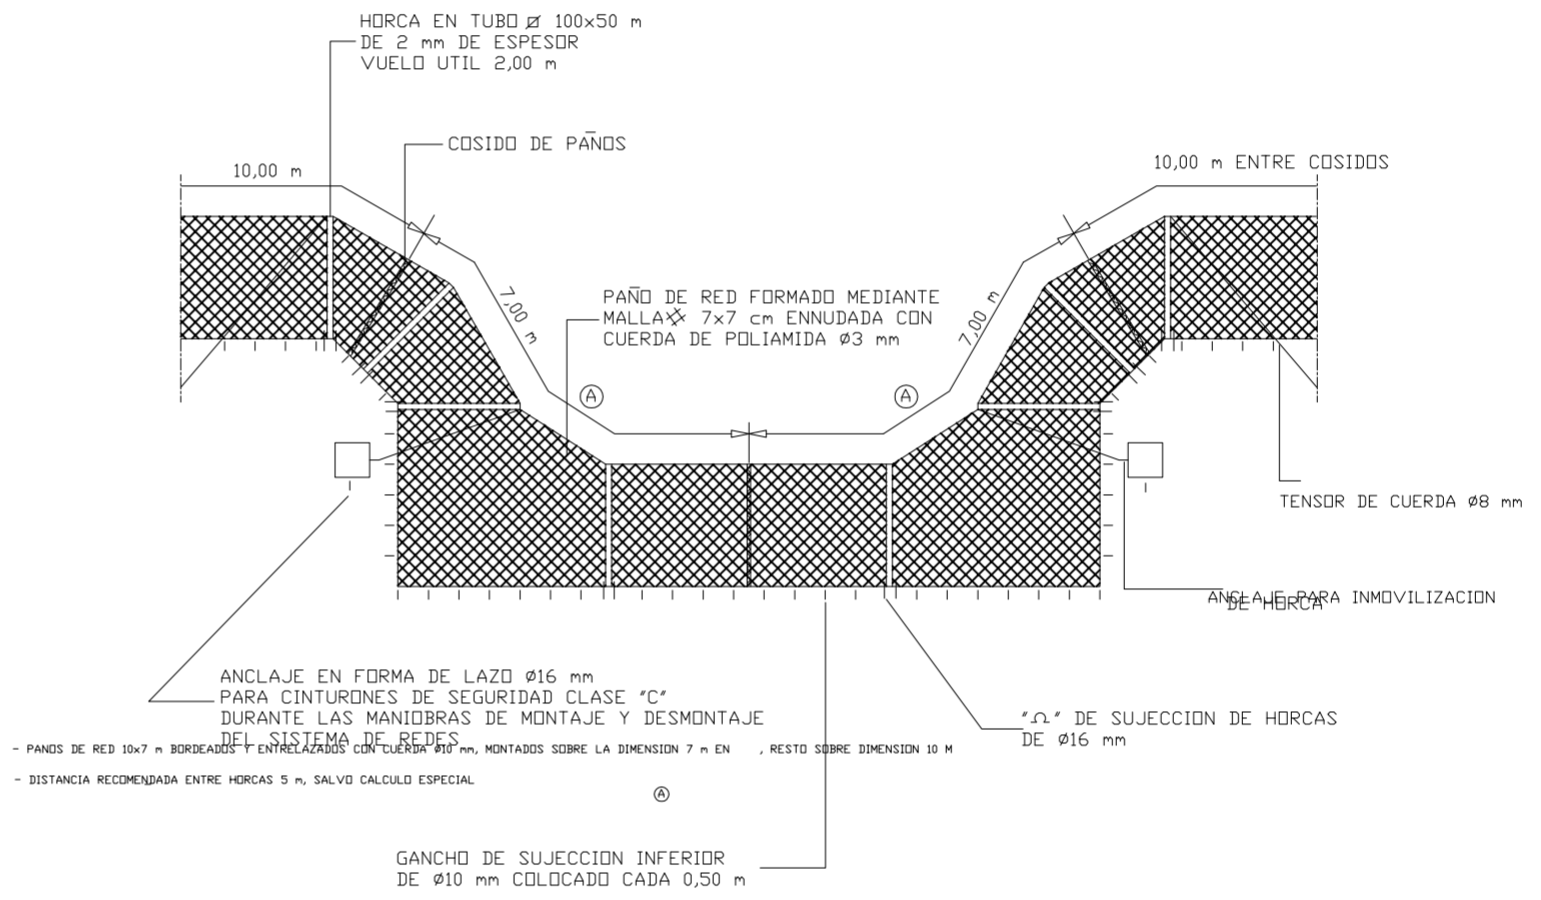 HORCA EN TUBO ⌀ 100x50 m
DE 2 mm DE ESPESOR
VUELO UTIL 2,00 m
COSIDO DE PAÑOS
10,00 m
10,00 m ENTRE COSIDOS
7,00 m
PAÑO DE RED FORMADO MEDIANTE
MALLA # 7x7 cm ENNUDADA CON
CUERDA DE POLIAMIDA Ø3 mm
7,00 m
A
A
TENSOR DE CUERDA Ø8 mm
ANCLAJE PARA INMOVILIZACION
DE HORCA
ANCLAJE EN FORMA DE LAZO Ø16 mm
PARA CINTURONES DE SEGURIDAD CLASE "C"
DURANTE LAS MANIOBRAS DE MONTAJE Y DESMONTAJE
DEL SISTEMA DE REDES
"Ω" DE SUJECCION DE HORCAS
DE Ø16 mm
- PANOS DE RED 10x7 m BORDEADOS Y ENTRELAZADOS CON CUERDA Ø10 mm, MONTADOS SOBRE LA DIMENSION 7 m EN , RESTO SOBRE DIMENSION 10 M
- DISTANCIA RECOMENDADA ENTRE HORCAS 5 m, SALVO CALCULO ESPECIAL
A
GANCHO DE SUJECCION INFERIOR
DE Ø10 mm COLOCADO CADA 0,50 m